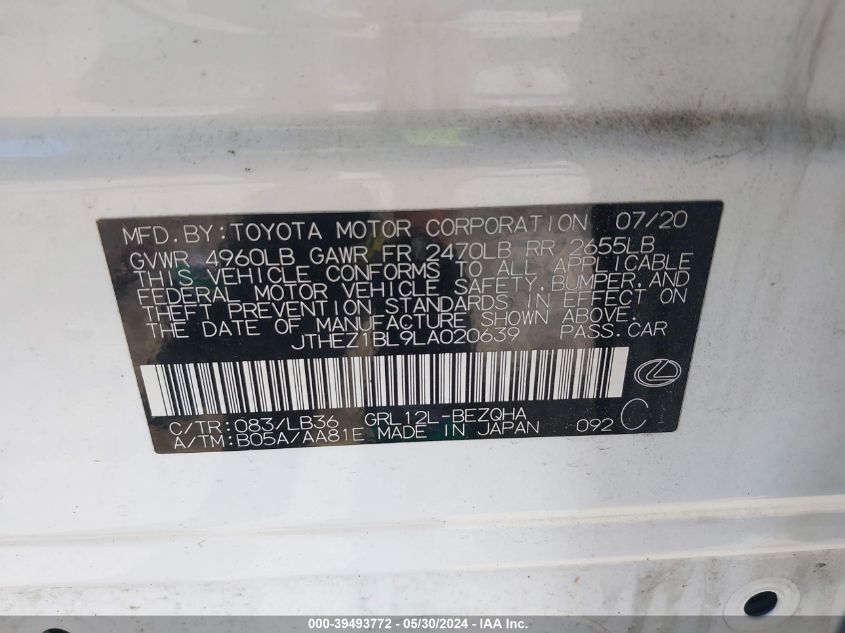 MFD.BY:TOYOTA MOTOR CORPORATION 07/20
GVWR 4960LB GAWR FR 2470LB RR 2655LB
THIS VEHICLE CONFORMS TO ALL APPLICABLE
FEDERAL MOTOR VEHICLE SAFETY,BUMPER,AND
THEFT PREVENTION STANDARDS IN EFFECT ON
THE DATE OF MANUFACTURE SHOWN ABOVE.
JTHEZ1BL9LA020639 PASS.CAR
C/TR:083/LB36 GRL12L-BEZQHA
A/TM:B05A/AA81E MADE IN JAPAN 092 C
000-39493772 - 05/30/2024 - IAA Inc.